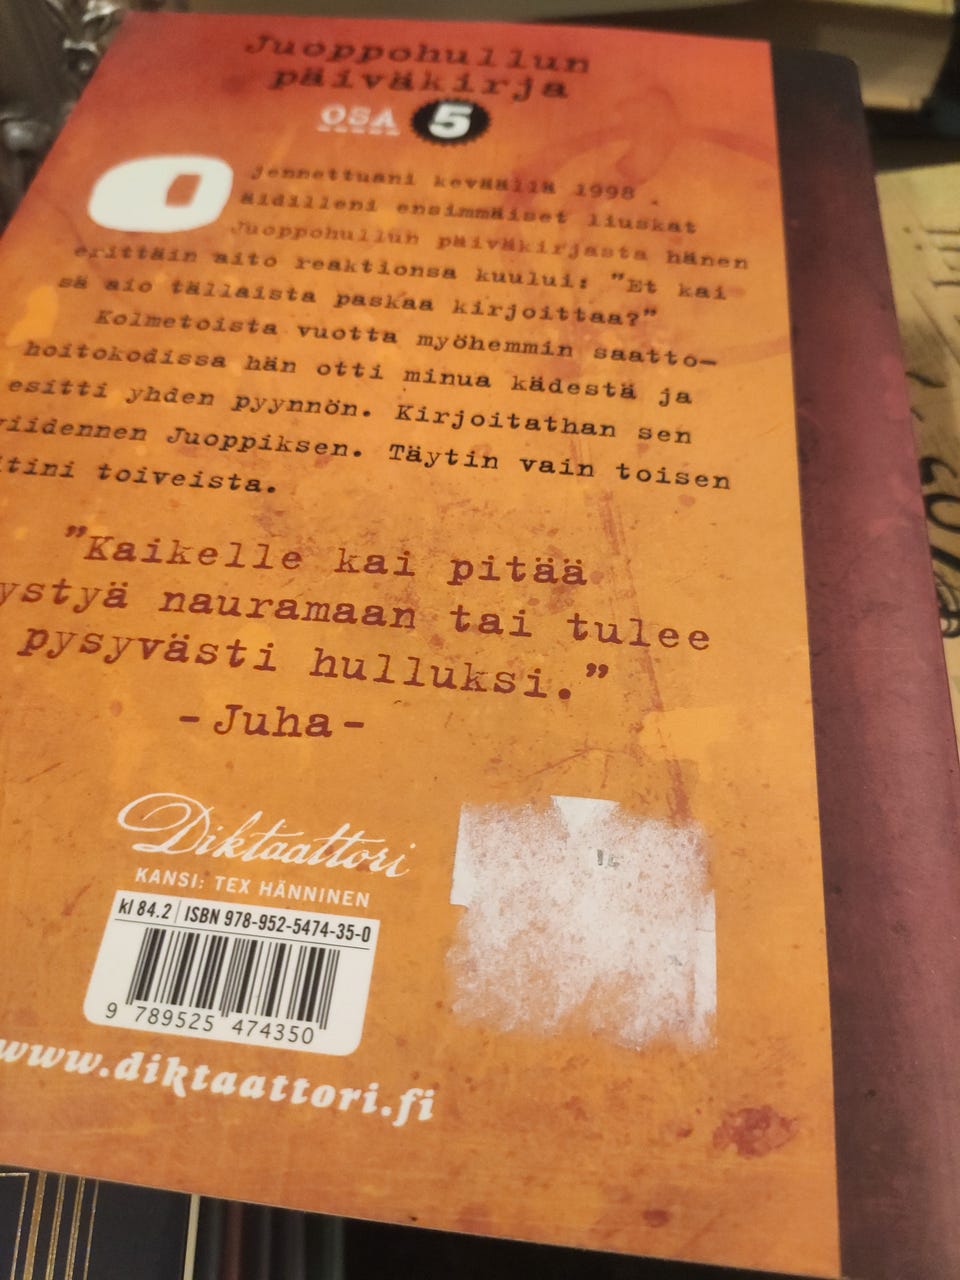 Juoppohullun
päiväkirja
OSA 5
Ojennettuani keväällä 1998
äidilleni ensimmäiset liuskat
Juoppohullun päiväkirjasta hänen
erittäin aito reaktionsa kuului: ”Et kai
sä aio tällaista paskaa kirjoittaa?”
Kolmetoista vuotta myöhemmin saatto-
hoitokodissa hän otti minua kädestä ja
esitti yhden pyynnön. Kirjoitathan sen
viidennen Juoppiksen. Täytin vain toisen
toiveista.
”Kaikelle kai pitää
pystyä nauramaan tai tulee
pysyvästi hulluksi.”
-Juha-
Diktaattori
KANSI: TEX HÄNNINEN
kl 84.2 | ISBN 978-952-5474-35-0
9 789525 474350
www.diktaattori.fi